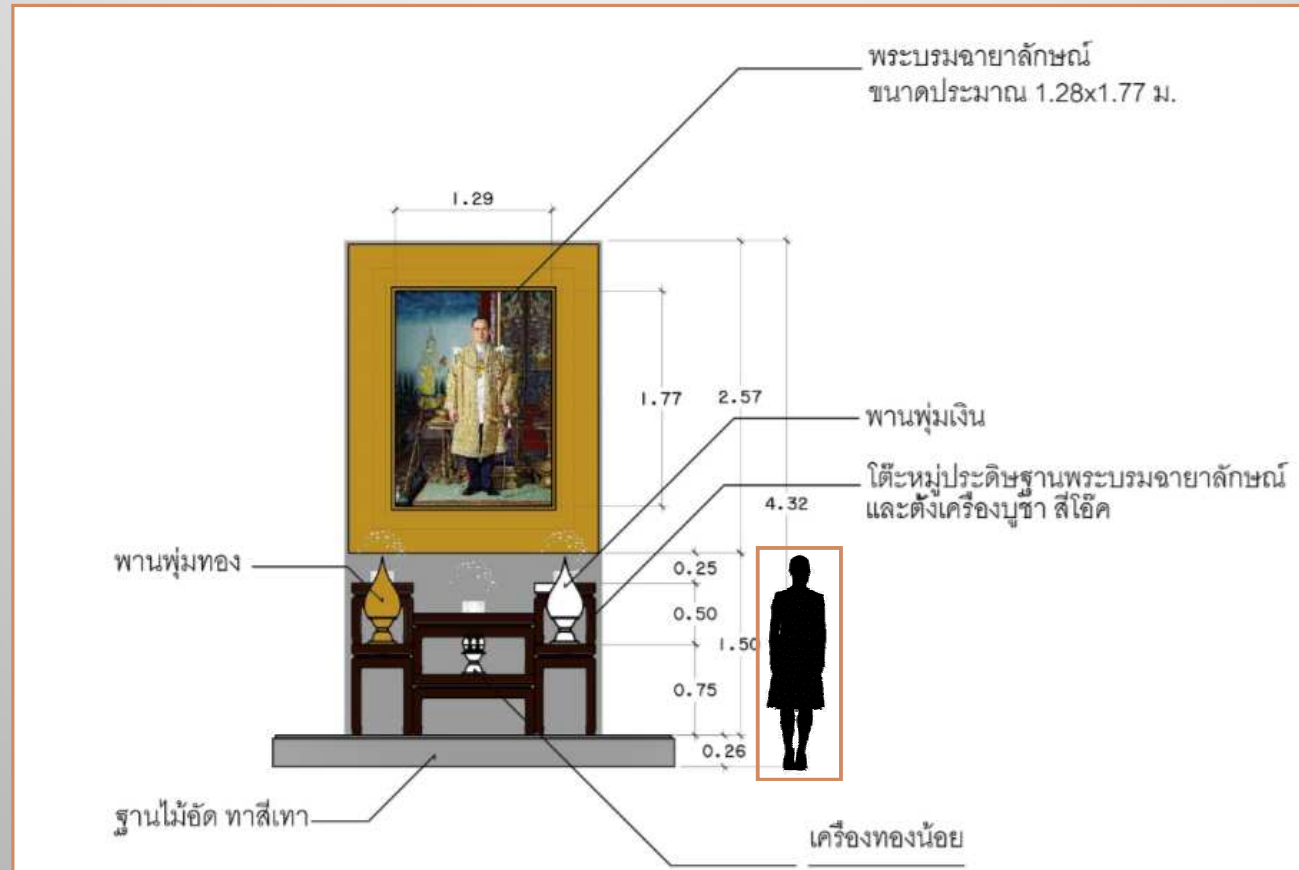 พระบรมฉายาลักษณ์
ขนาดประมาณ 1.28x1.77 ม.
1.29
1.77
2.57
พานพุ่มเงิน
โต๊ะหมู่ประดิษฐานพระบรมฉายาลักษณ์
และตั้งเครื่องบูชา สีโอ๊ค
4.32
พานพุ่มทอง
0.25
0.50
1.50
0.75
0.26
ฐานไม้อัด ทาสีเทา
เครื่องทองน้อย